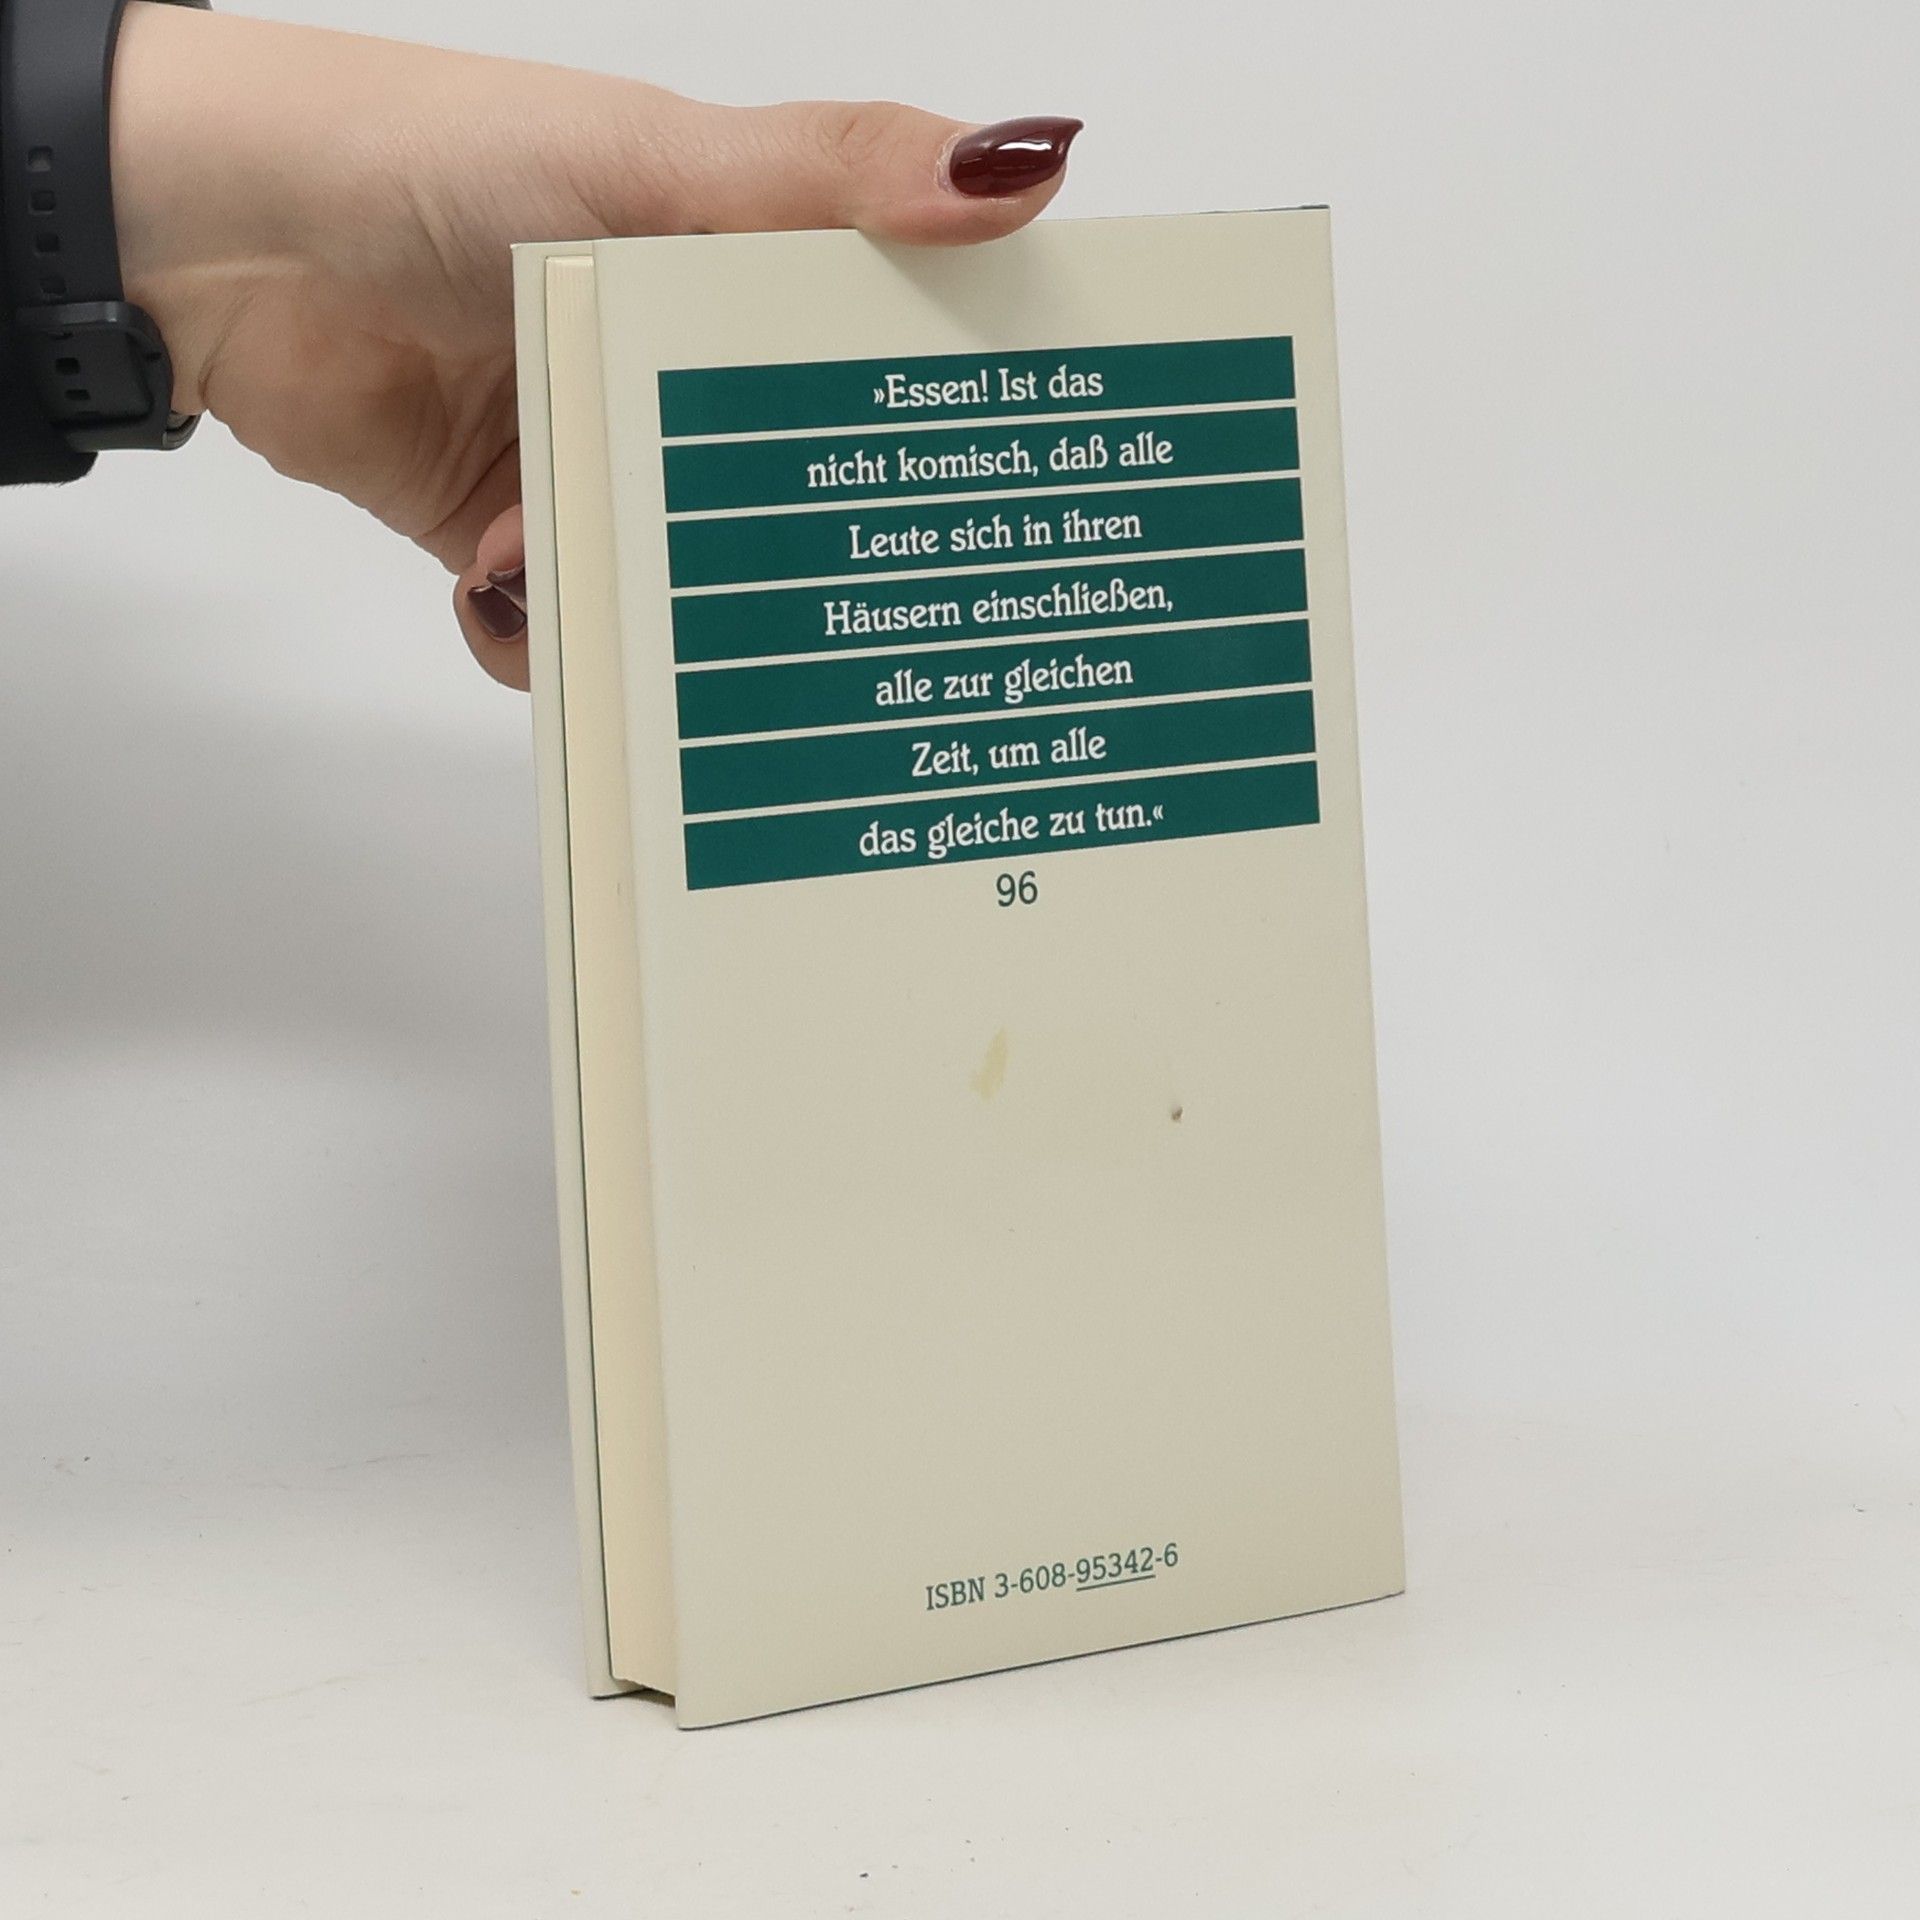 »Essen! Ist das
nicht komisch, daß alle
Leute sich in ihren
Häusern einschließen,
alle zur gleichen
Zeit, um alle
das gleiche zu tun.«
96
ISBN 3-608-95342-6